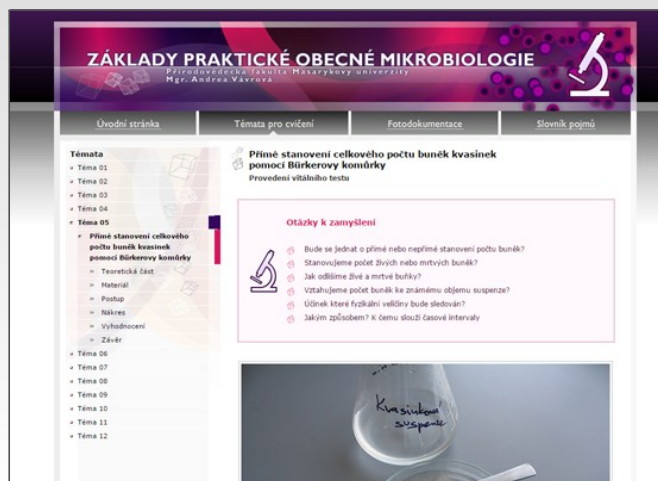 ZÁKLADY PRAKTICKÉ OBECNÉ MIKROBIOLOGIE
Přírodovědecká fakulta Masarykovy univerzity
Mgr. Andrea Vávrová
Úvodní stránka
Témata pro cvičení
Fotodokumentace
Slovník pojmů
Témata
Téma 01
Téma 02
Téma 03
Téma 04
Téma 05
Přímé stanovení celkového
počtu buněk kvasinek
pomocí Bürkerovy komůrky
Teoretická část
Materiál
Postup
Nákres
Vyhodnocení
Závěr
Téma 06
Téma 07
Téma 08
Téma 09
Téma 10
Téma 11
Téma 12
Přímé stanovení celkového počtu buněk kvasinek
pomocí Bürkerovy komůrky
Provedení vitálního testu
Otázky k zamyšlení
Bude se jednat o přímé nebo nepřímé stanovení počtu buněk?
Stanovujeme počet živých nebo mrtvých buněk?
Jak odlišíme živé a mrtvé buňky?
Vztahujeme počet buněk ke známému objemu suspenze?
Účinek které fyzikální veličiny bude sledován?
Jakým způsobem? K čemu slouží časové intervaly
Kvasinková
suspenze